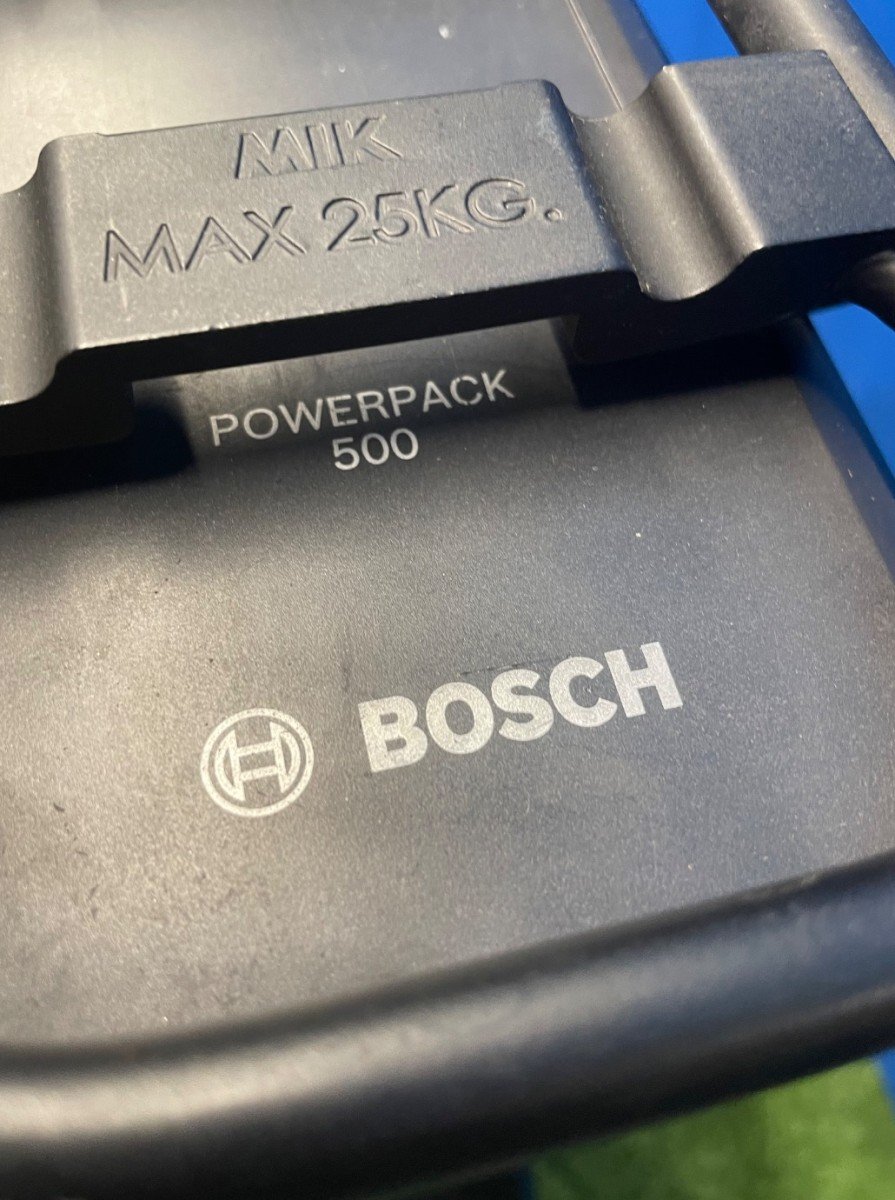 MIK
MAX 25KG.
POWERPACK
500
BOSCH